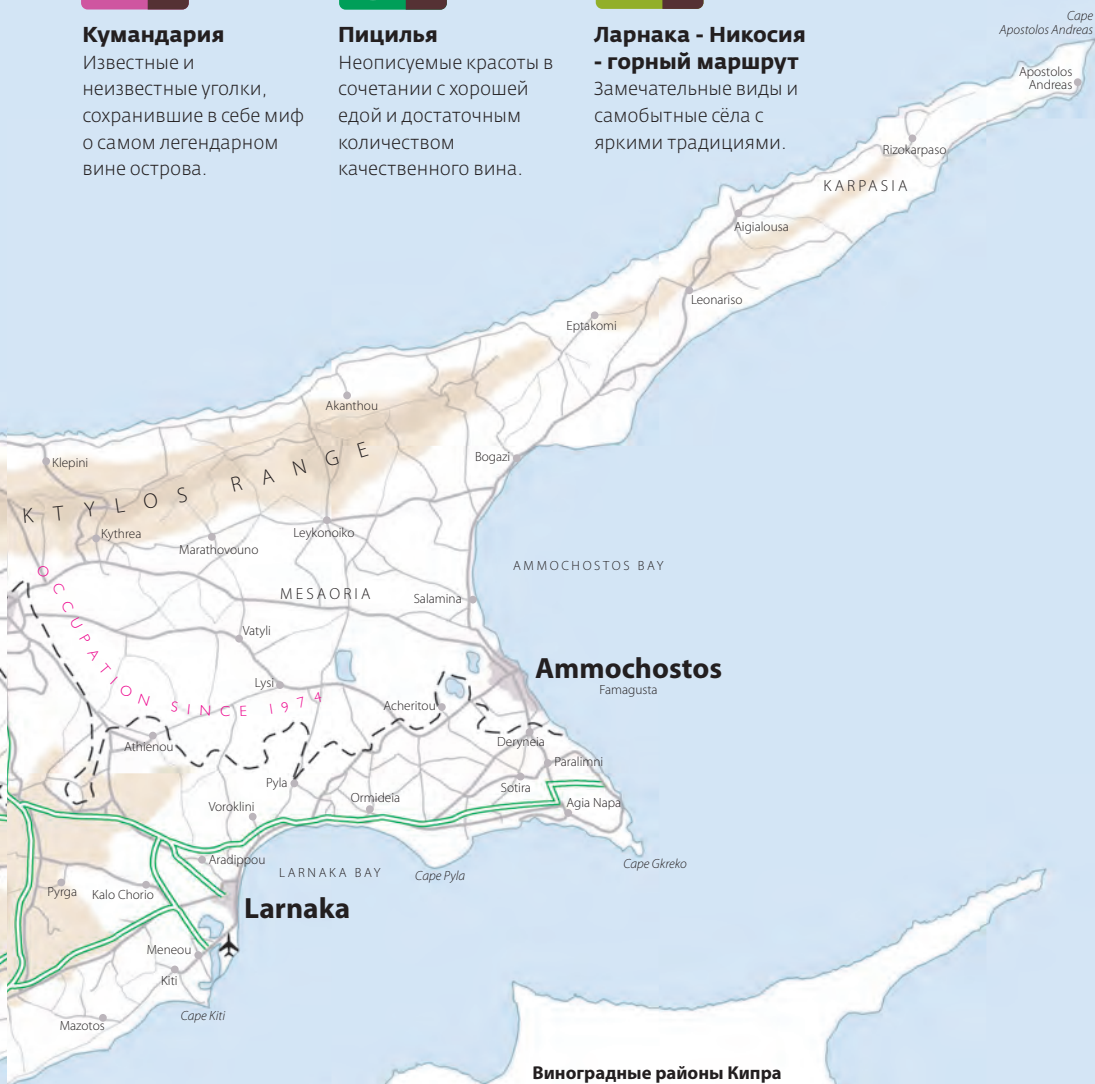 Кумандария
Известные и
неизвестные уголки,
сохранившие в себе миф
о самом легендарном
вине острова.
Пицилья
Неописуемые красоты в
сочетании с хорошей
едой и достаточным
количеством
качественного вина.
Ларнака - Никосия
- горный маршрут
Замечательные виды и
самобытные сёла с
яркими традициями.
Cape
Apostolos Andreas
Apostolos
Andreas
Rizokarpaso
KARPASIA
Aigialousa
Leonariso
Eptakomi
Akanthou
Bogazi
Klepini
KTYLOS RANGE
Kythrea
Marathovouno
Leykonoiko
AMMOCHOSTOS BAY
MESAORIA
Salamina
OCCUPATION SINCE 1974
Vatyli
Lysi
Ammochostos
Famagusta
Acheritou
Athienou
Deryneia
Paralimni
Pyla
Sotira
Ormideia
Agia Napa
Voroklini
Aradippou
LARNAKA BAY
Cape Pyla
Cape Gkreko
Pyrga
Kalo Chorio
Larnaka
Meneou
Kiti
Cape Kiti
Mazotos
Виноградные районы Кипра